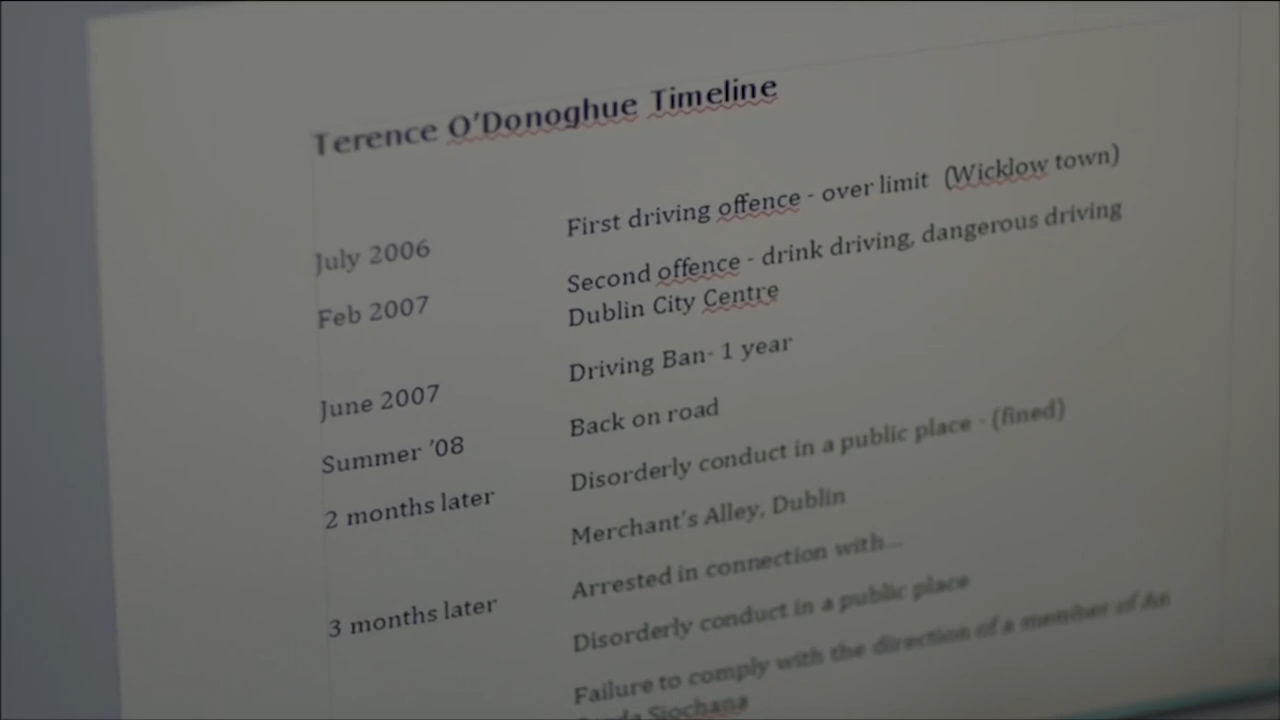 Terence O'Donoghue Timeline
July 2006 First driving offence - over limit (Wicklow town)
Feb 2007 Second offence - drink driving, dangerous driving
Dublin City Centre
June 2007 Driving Ban- 1 year
Summer '08 Back on road
2 months later Disorderly conduct in a public place - (fined)
Merchant's Alley, Dublin
3 months later Arrested in connection with...
Disorderly conduct in a public place
Failure to comply with the direction of a member of An
Siochana